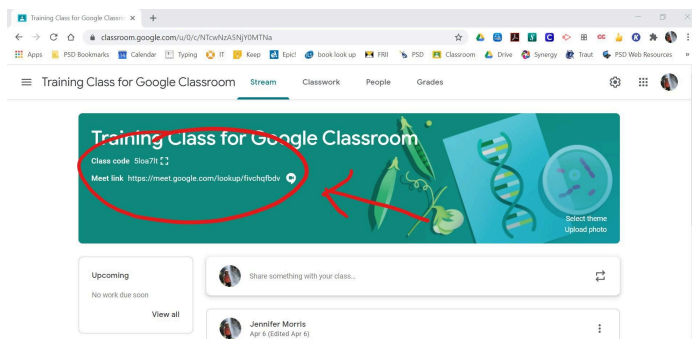 Training Class for Google Classro
classroom.google.com/u/0/c/NTcwNzA5NjY0MTNa
Apps PSD Bookmarks Calendar Typing IT Keep Epic! book look up FRII PSD Classroom Drive Synergy Traut PSD Web Resources »
Training Class for Google Classroom Stream Classwork People Grades
Training Class for Google Classroom
Class code 5loa7lt
Meet link https://meet.google.com/lookup/fivchqfbdv
Select theme
Upload photo
Upcoming
No work due soon
View all
Share something with your class...
Jennifer Morris
Apr 6 (Edited Apr 6)